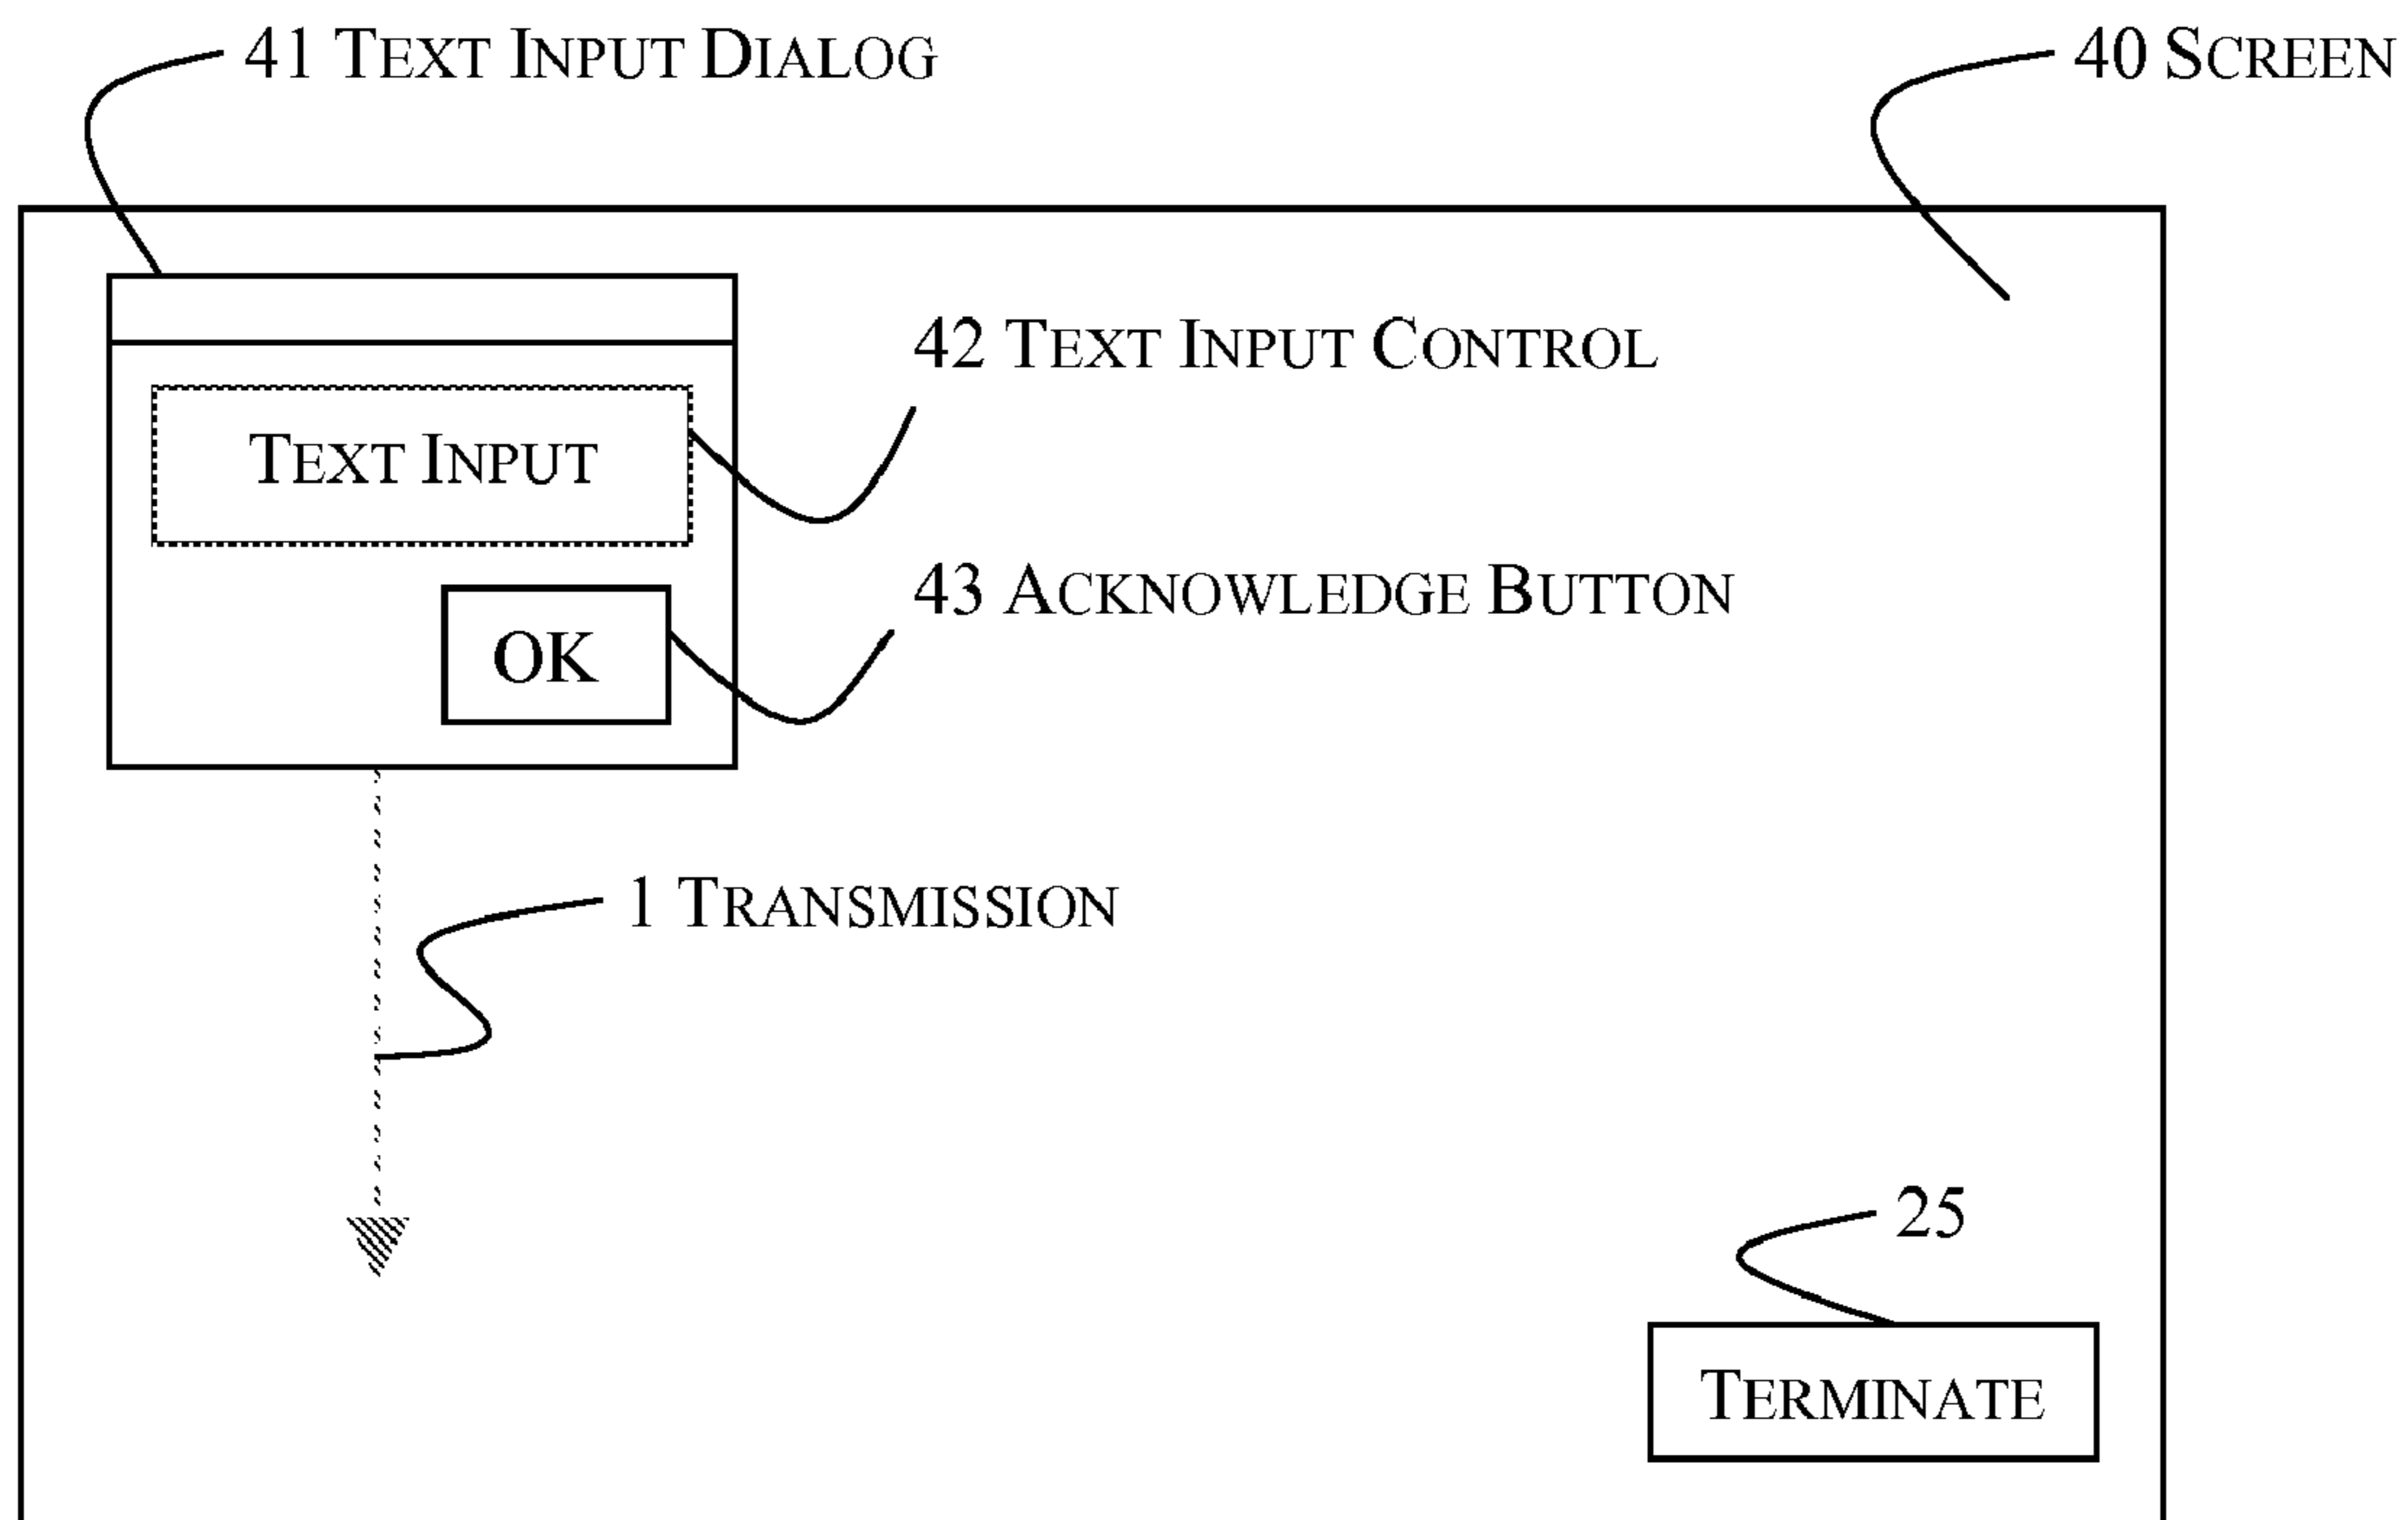 41 Text Input Dialog
40 Screen
42 Text Input Control
Text Input
43 Acknowledge Button
OK
1 Transmission
25
Terminate